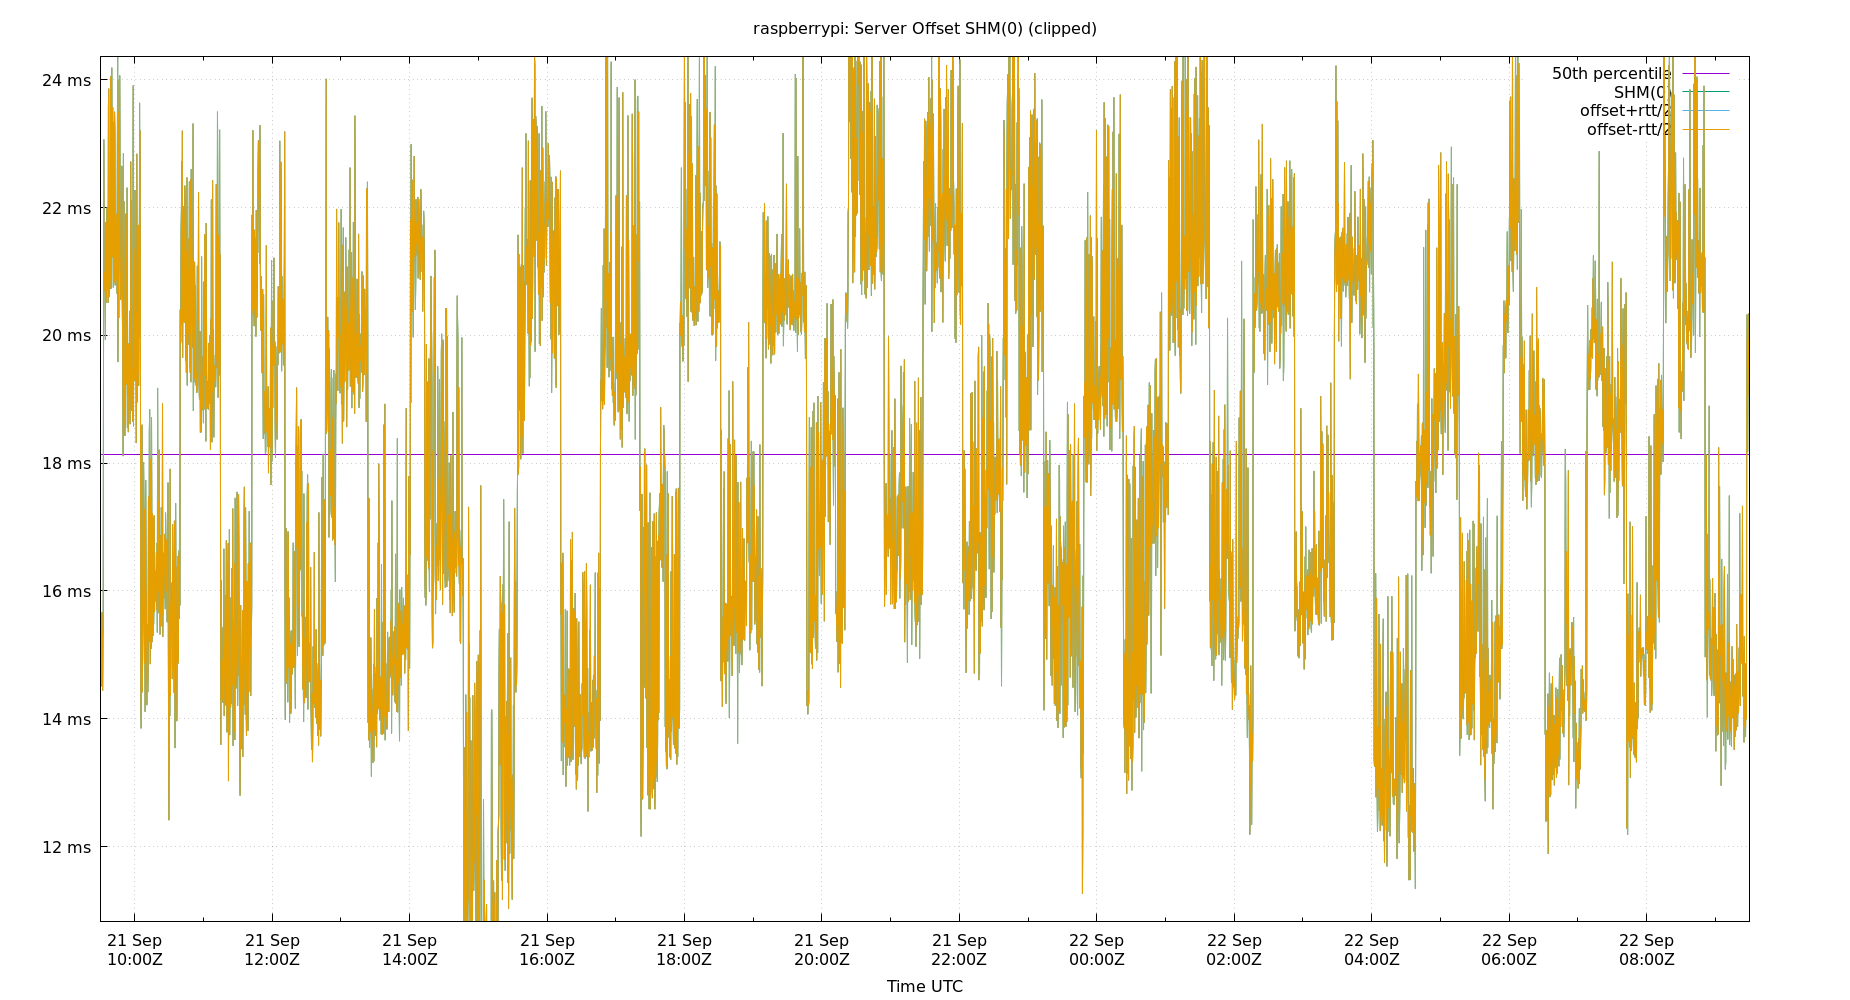 raspberrypi: Server Offset SHM(0) (clipped)
24 ms
22 ms
20 ms
18 ms
16 ms
14 ms
12 ms
50th percentile
SHM(0)
offset+rtt/2
offset-rtt/2
21 Sep 21 Sep 21 Sep 21 Sep 21 Sep 21 Sep 21 Sep 22 Sep 22 Sep 22 Sep 22 Sep 22 Sep
10:00Z 12:00Z 14:00Z 16:00Z 18:00Z 20:00Z 22:00Z 00:00Z 02:00Z 04:00Z 06:00Z 08:00Z
Time UTC